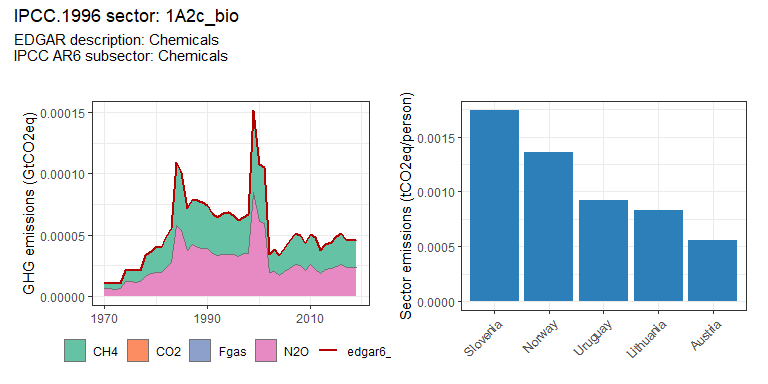 IPCC.1996 sector: 1A2c_bio
EDGAR description: Chemicals
IPCC AR6 subsector: Chemicals
GHG emissions (GtCO2eq)
0.00015
0.00010
0.00005
0.00000
1970
1990
2010
CH4
CO2
Fgas
N2O
edgar6_
Sector emissions (tCO2eq/person)
0.0015
0.0010
0.0005
0.0000
Slovenia
Norway
Uruguay
Lithuania
Austria